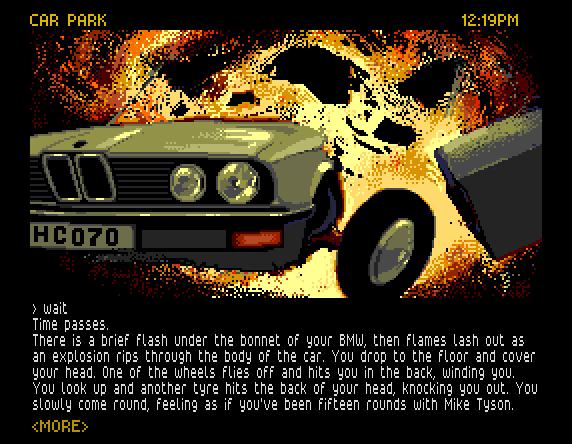 CAR PARK 12:19PM
HC070
> wait
Time passes.
There is a brief flash under the bonnet of your BMW, then flames lash out as
an explosion rips through the body of the car. You drop to the floor and cover
your head. One of the wheels flies off and hits you in the back, winding you.
You look up and another tyre hits the back of your head, knocking you out. You
slowly come round, feeling as if you've been fifteen rounds with Mike Tyson.
<MORE>